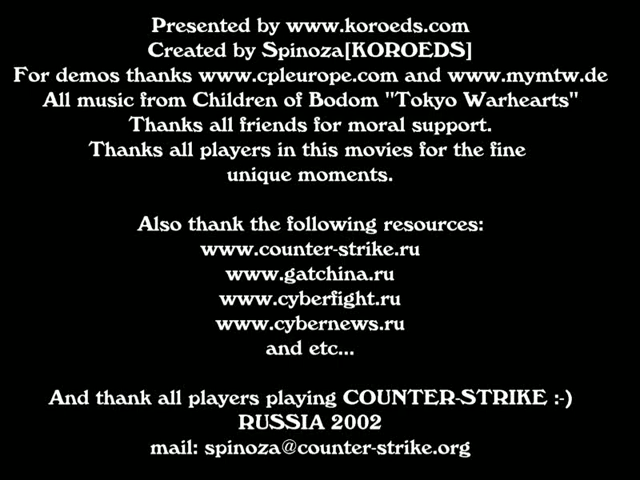 Presented by www.koroeds.com
Created by Spinoza[KOROEDS]
For demos thanks www.cpleurope.com and www.mymtw.de
All music from Children of Bodom "Tokyo Warhearts"
Thanks all friends for moral support.
Thanks all players in this movies for the fine
unique moments.
Also thank the following resources:
www.counter-strike.ru
www.gatchina.ru
www.cyberfight.ru
www.cybernews.ru
and etc...
And thank all players playing COUNTER-STRIKE :-)
RUSSIA 2002
mail: spinoza@counter-strike.org